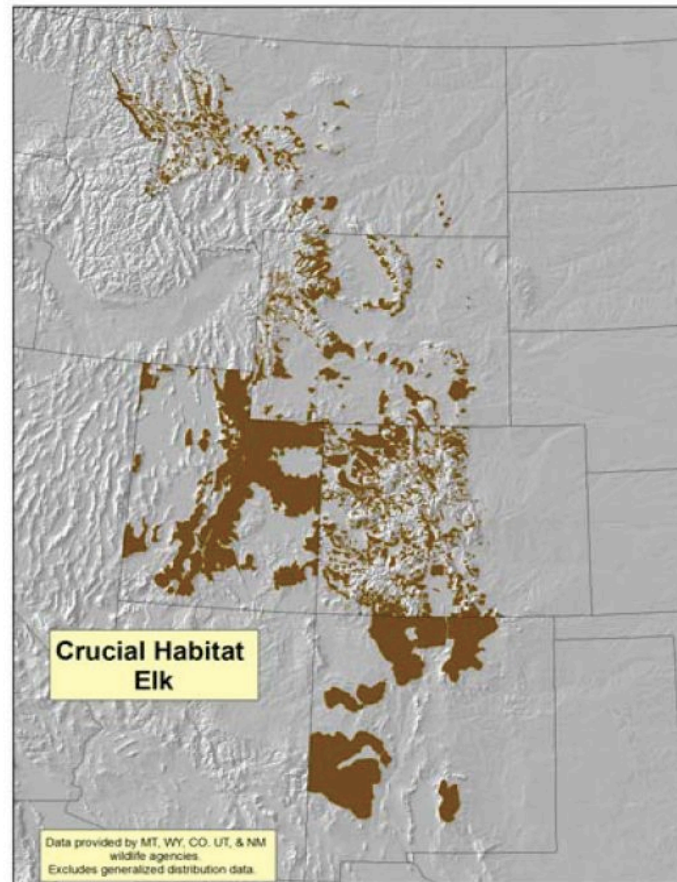 Crucial Habitat
Elk
Data provided by MT, WY, CO. UT, & NM
wildlife agencies.
Excludes generalized distribution data.